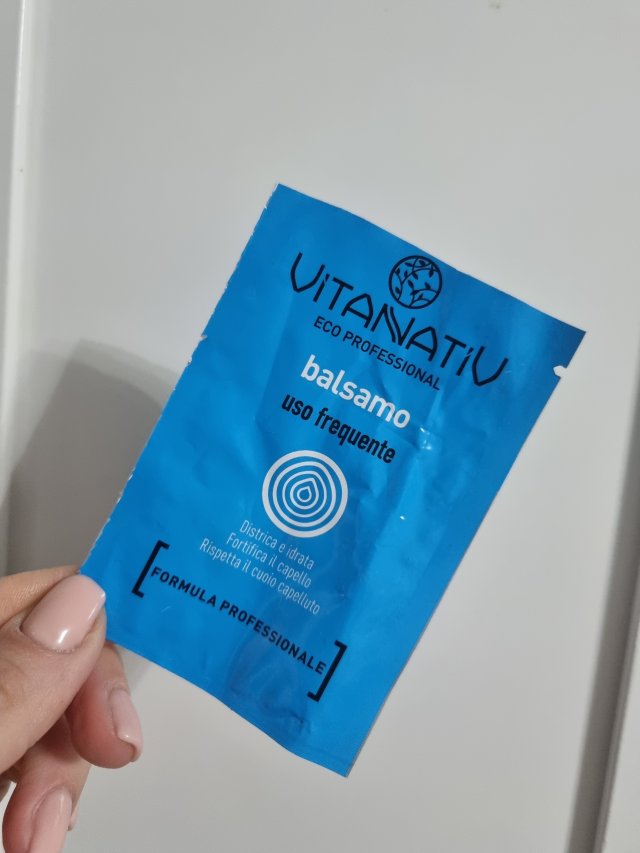 VITANATIV
ECO PROFESSIONAL
balsamo
uso frequente
Districa e idrata
Fortifica il capello
Rispetta il cuoio capelluto
[FORMULA PROFESSIONALE]